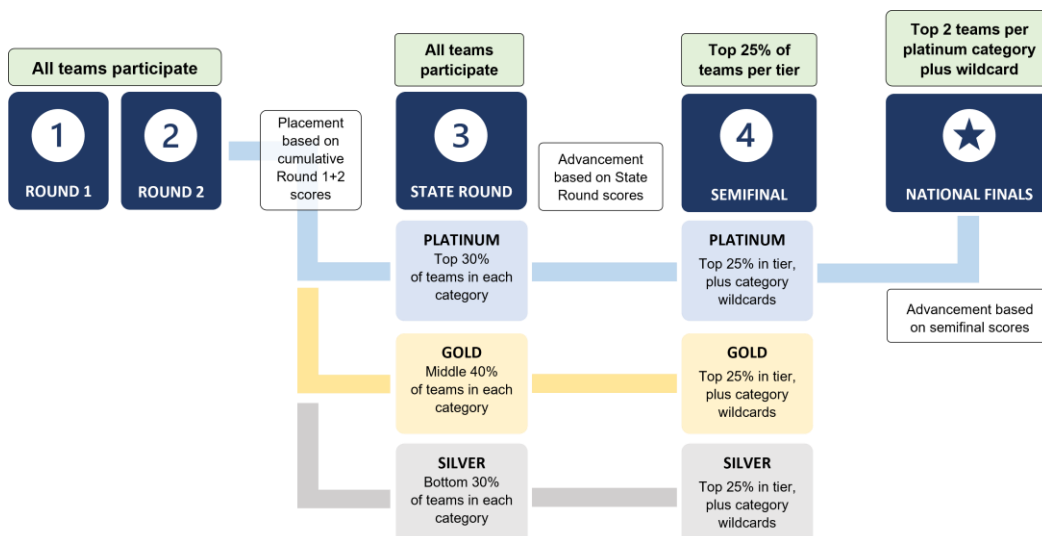 All teams participate
1
ROUND 1
2
ROUND 2
Placement
based on
cumulative
Round 1+2
scores
All teams
participate
3
STATE ROUND
Advancement
based on State
Round scores
Top 25% of
teams per tier
4
SEMIFINAL
Top 2 teams per
platinum category
plus wildcard
NATIONAL FINALS
PLATINUM
Top 30%
of teams in each
category
PLATINUM
Top 25% in tier,
plus category
wildcards
Advancement based
on semifinal scores
GOLD
Middle 40%
of teams in each
category
GOLD
Top 25% in tier,
plus category
wildcards
SILVER
Bottom 30%
of teams in each
category
SILVER
Top 25% in tier,
plus category
wildcards